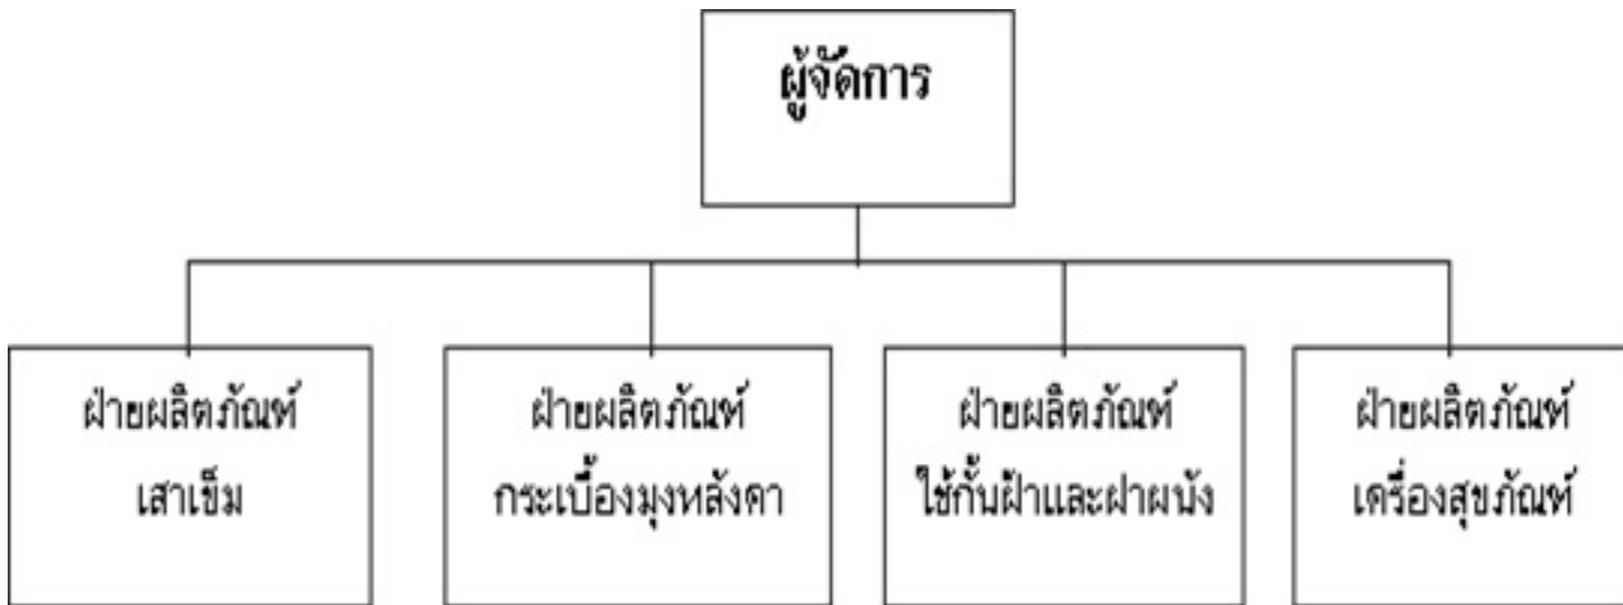 ผู้จัดการ
ฝ่ายผลิตภัณฑ์
เสาเข็ม
ฝ่ายผลิตภัณฑ์
กระเบื้องมุงหลังคา
ฝ่ายผลิตภัณฑ์
ใช้กั้นฝ้าและฝาผนัง
ฝ่ายผลิตภัณฑ์
เครื่องสุขภัณฑ์